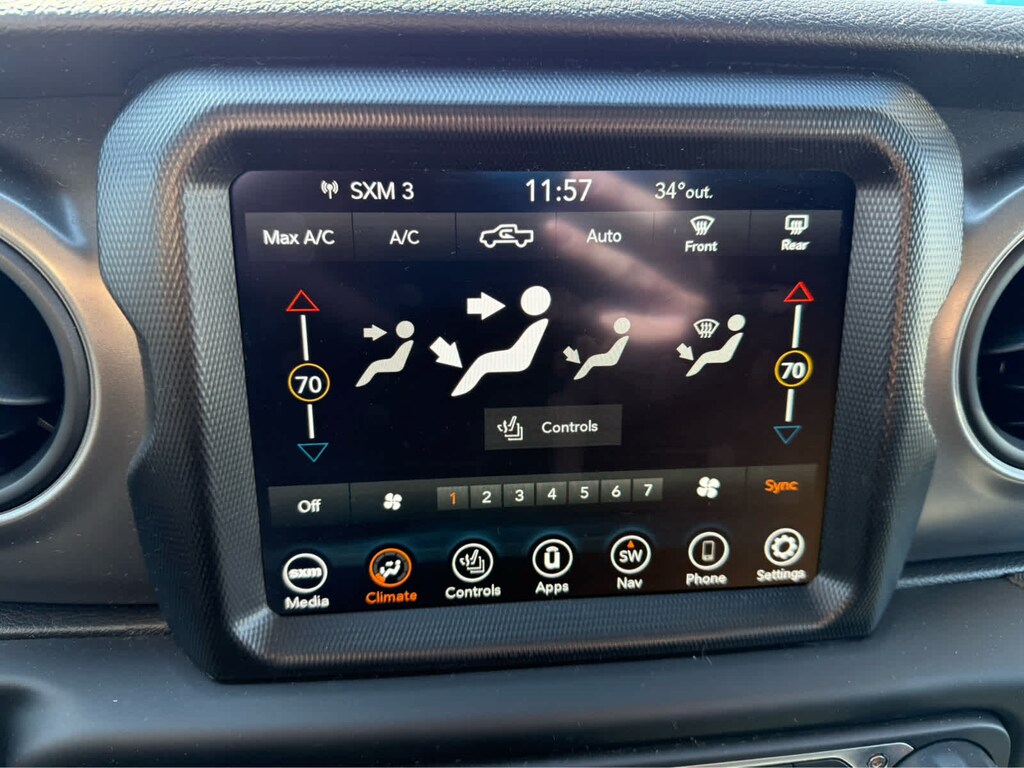 SXM 3 11:57 34°out.
Max A/C A/C Auto Front Rear
70 70
Controls
Off 1 2 3 4 5 6 7 Sync
sxm SW
Media Climate Controls Apps Nav Phone Settings